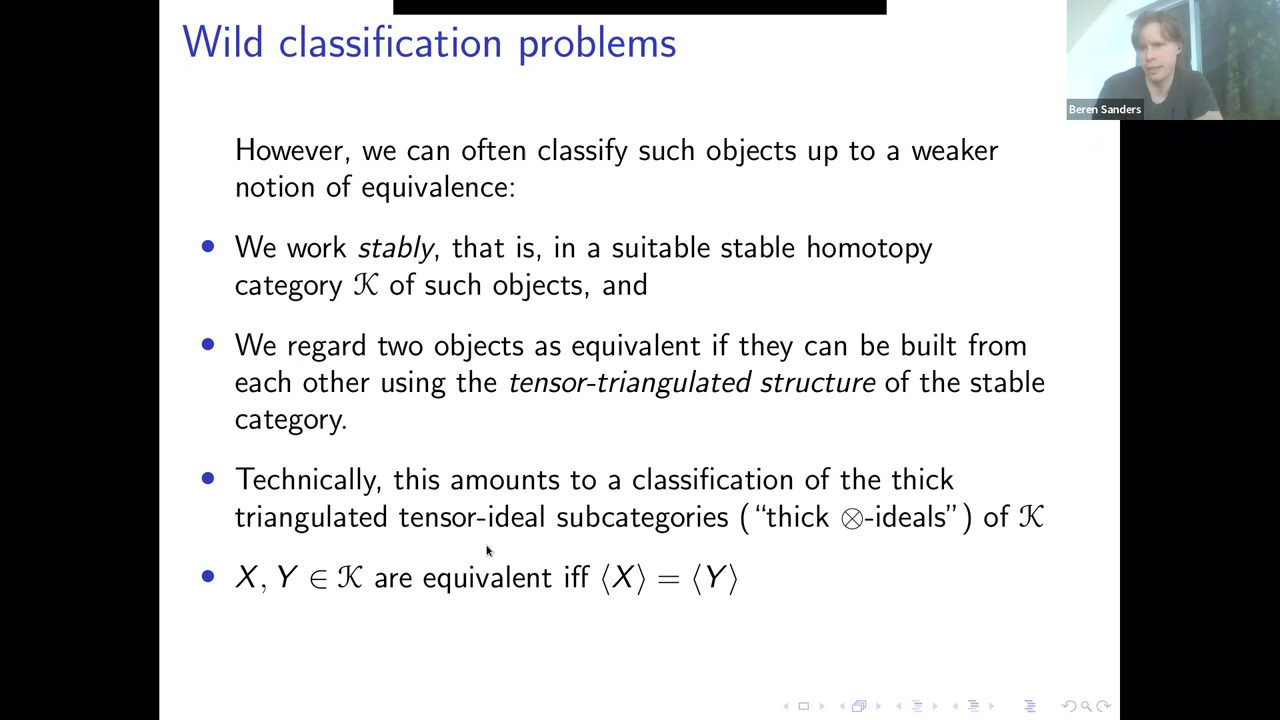 Wild classification problems
Beren Sanders
However, we can often classify such objects up to a weaker
notion of equivalence:
• We work stably, that is, in a suitable stable homotopy
category 𝒦 of such objects, and
• We regard two objects as equivalent if they can be built from
each other using the tensor-triangulated structure of the stable
category.
• Technically, this amounts to a classification of the thick
triangulated tensor-ideal subcategories (“thick ⊗-ideals”) of 𝒦
• X, Y ∈ 𝒦 are equivalent iff ⟨X⟩ = ⟨Y⟩